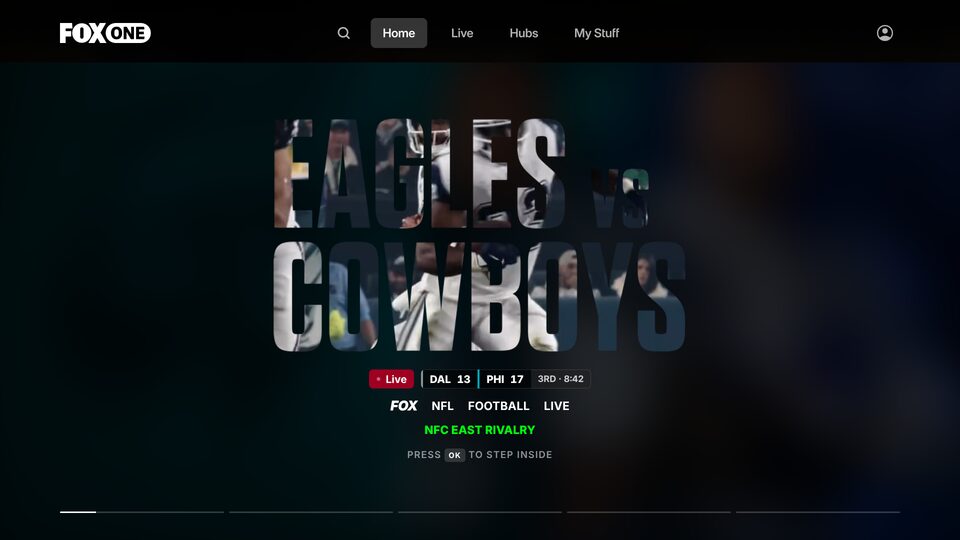 FOX ONE Home Live Hubs My Stuff
EAGLES VS
COWBOYS
• Live DAL 13 PHI 17 3RD · 8:42
FOX NFL FOOTBALL LIVE
NFC EAST RIVALRY
PRESS OK TO STEP INSIDE